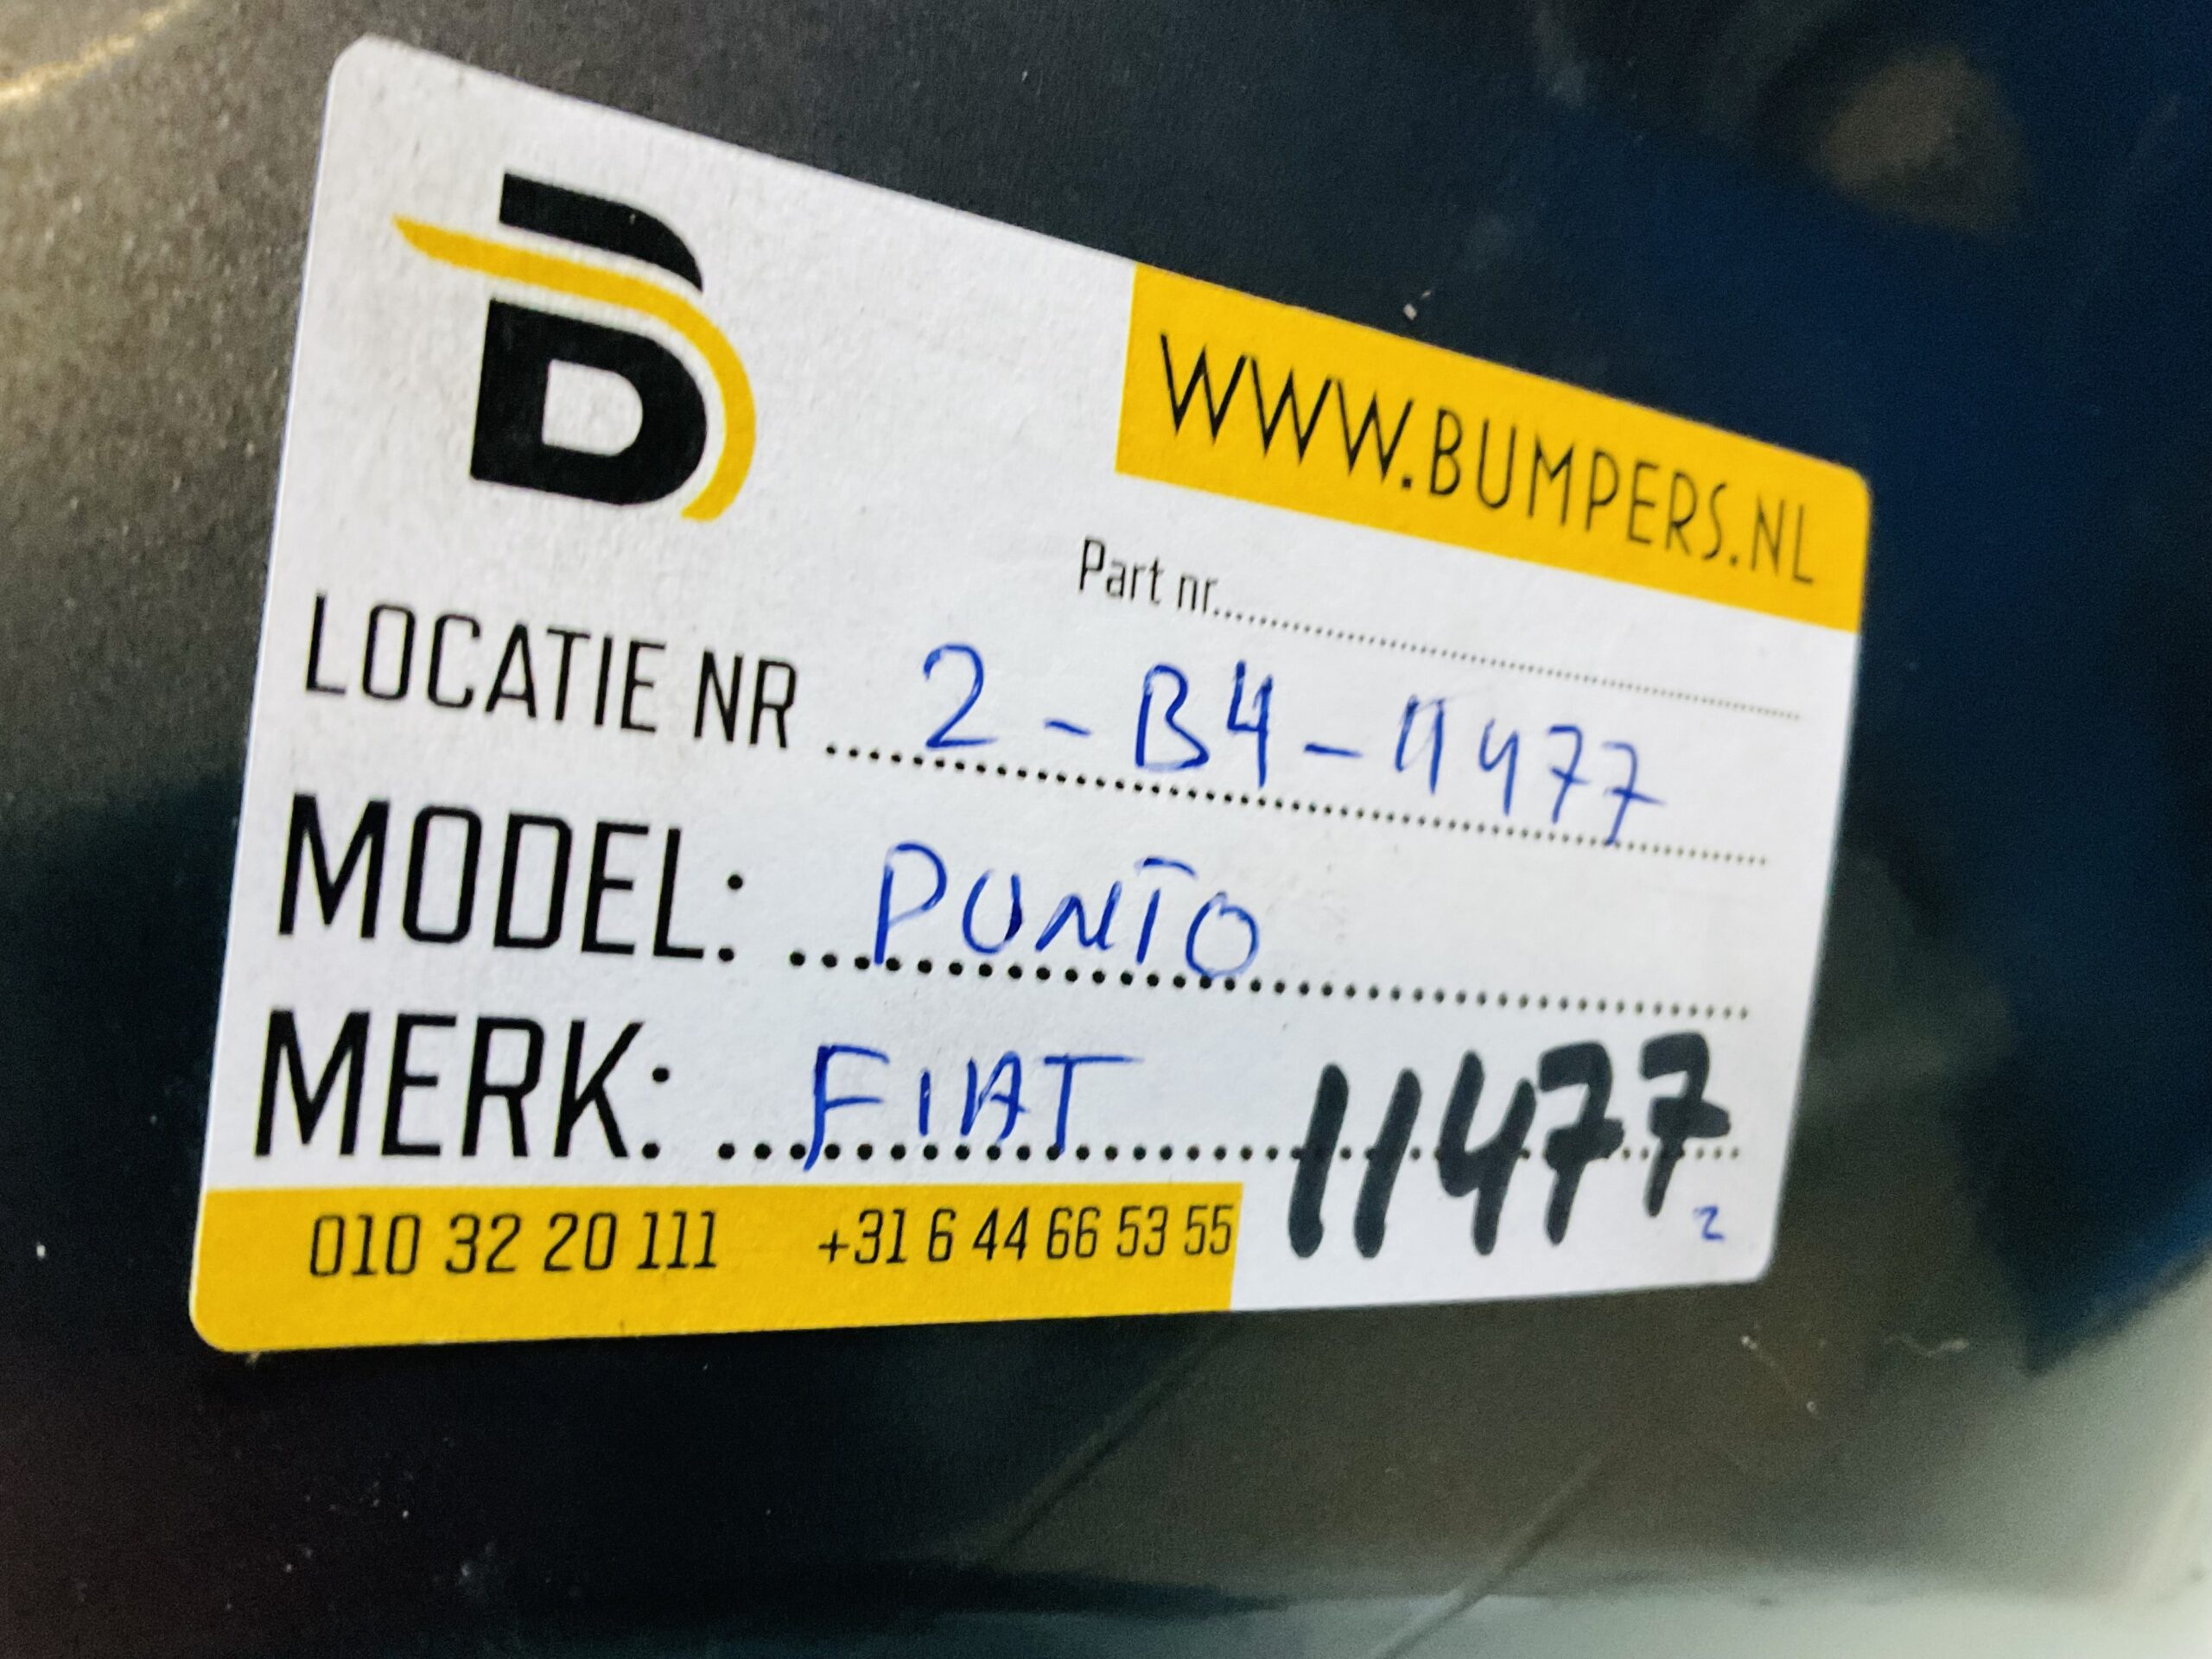 B
WWW.BUMPERS.NL
Part nr..........
LOCATIE NR .... 2 - B4 - 11477
MODEL: ... PUNTO
MERK: ... FIAT
11477
2
010 32 20 111 +31 6 44 66 53 55